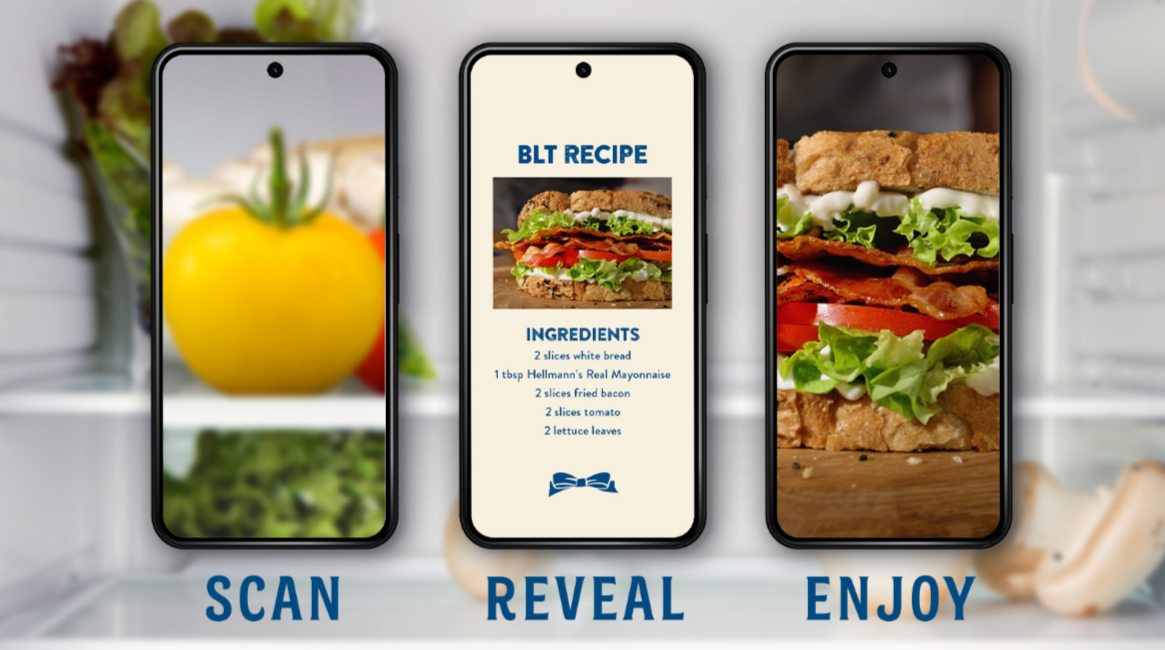 BLT RECIPE
INGREDIENTS
2 slices white bread
1 tbsp Hellmann's Real Mayonnaise
2 slices fried bacon
2 slices tomato
2 lettuce leaves
SCAN
REVEAL
ENJOY